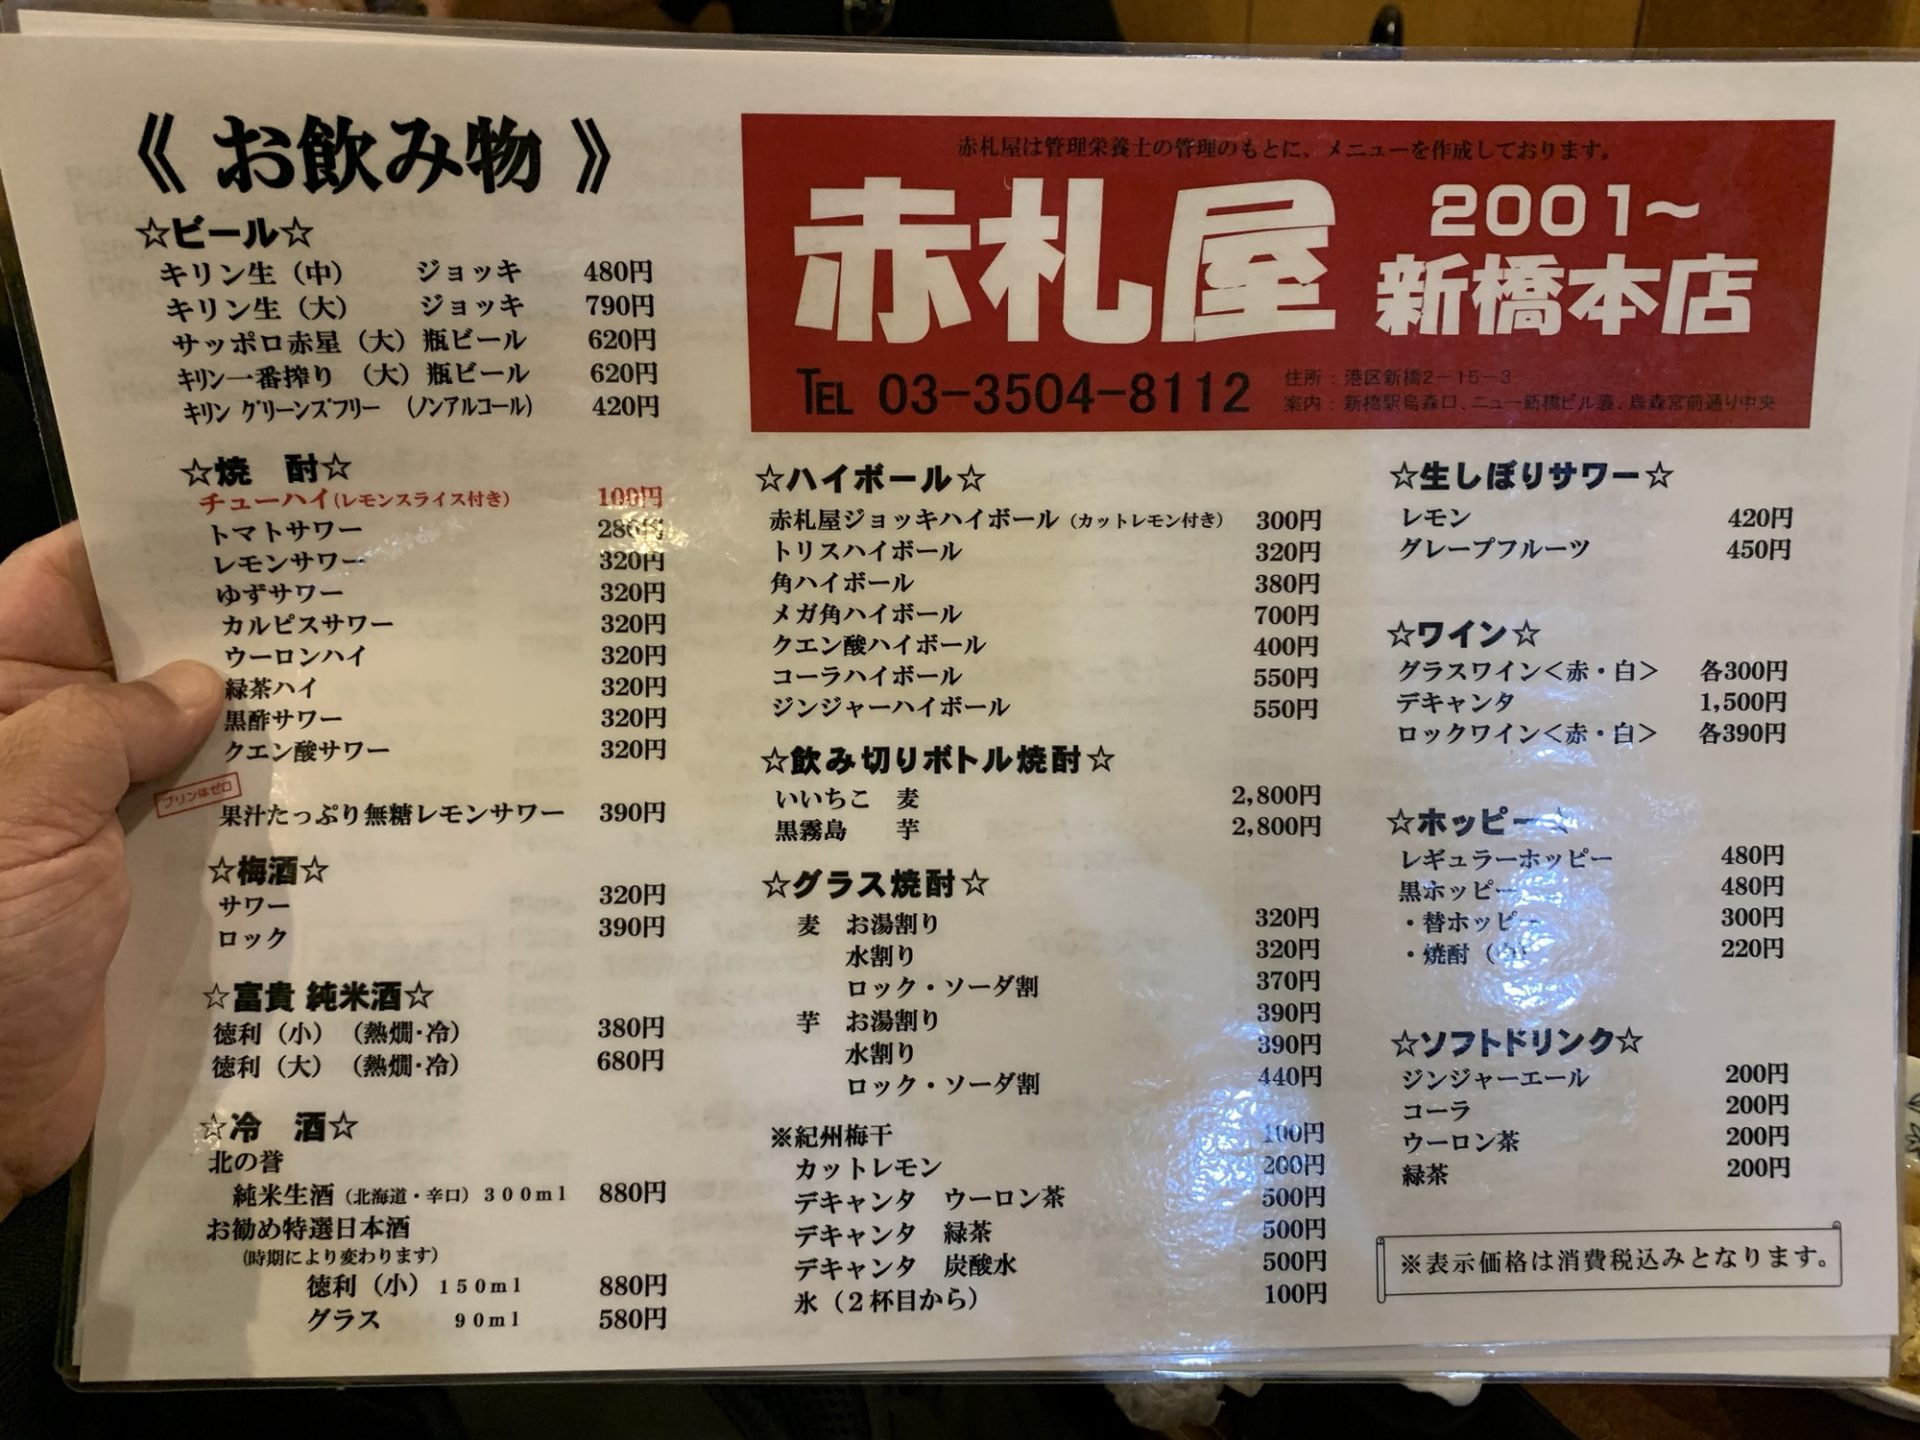 《 お飲み物 》
☆ビール☆
キリン生（中） ジョッキ 480円
キリン生（大） ジョッキ 790円
サッポロ赤星（大）瓶ビール 620円
キリン一番搾り（大）瓶ビール 620円
キリン グリーンズフリー（ノンアルコール） 420円
☆焼 酎☆
チューハイ（レモンスライス付き） 100円
トマトサワー 280円
レモンサワー 320円
ゆずサワー 320円
カルピスサワー 320円
ウーロンハイ 320円
緑茶ハイ 320円
黒酢サワー 320円
クエン酸サワー 320円
プリン体ゼロ
果汁たっぷり無糖レモンサワー 390円
☆梅酒☆
サワー 320円
ロック 390円
☆富貴 純米酒☆
徳利（小）（熱燗・冷） 380円
徳利（大）（熱燗・冷） 680円
☆冷 酒☆
北の誉
純米生酒（北海道・辛口）300ml 880円
お勧め特選日本酒
（時期により変わります）
徳利（小）150ml 880円
グラス 90ml 580円
赤札屋は管理栄養士の管理のもとに、メニューを作成しております。
赤札屋 2001～
新橋本店
TEL 03-3504-8112
住所：港区新橋2-15-3
案内：新橋駅烏森口、ニュー新橋ビル裏、烏森宮前通り中央
☆ハイボール☆
赤札屋ジョッキハイボール（カットレモン付き） 300円
トリスハイボール 320円
角ハイボール 380円
メガ角ハイボール 700円
クエン酸ハイボール 400円
コーラハイボール 550円
ジンジャーハイボール 550円
☆飲み切りボトル焼酎☆
いいちこ 麦 2,800円
黒霧島 芋 2,800円
☆グラス焼酎☆
麦 お湯割り 320円
水割り 320円
ロック・ソーダ割 370円
芋 お湯割り 390円
水割り 390円
ロック・ソーダ割 440円
※紀州梅干 100円
カットレモン 200円
デキャンタ ウーロン茶 500円
デキャンタ 緑茶 500円
デキャンタ 炭酸水 500円
氷（2杯目から） 100円
☆生しぼりサワー☆
レモン 420円
グレープフルーツ 450円
☆ワイン☆
グラスワイン＜赤・白＞ 各300円
デキャンタ 1,500円
ロックワイン＜赤・白＞ 各390円
☆ホッピー☆
レギュラーホッピー 480円
黒ホッピー 480円
・替ホッピー 300円
・焼酎 220円
☆ソフトドリンク☆
ジンジャーエール 200円
コーラ 200円
ウーロン茶 200円
緑茶 200円
※表示価格は消費税込みとなります。